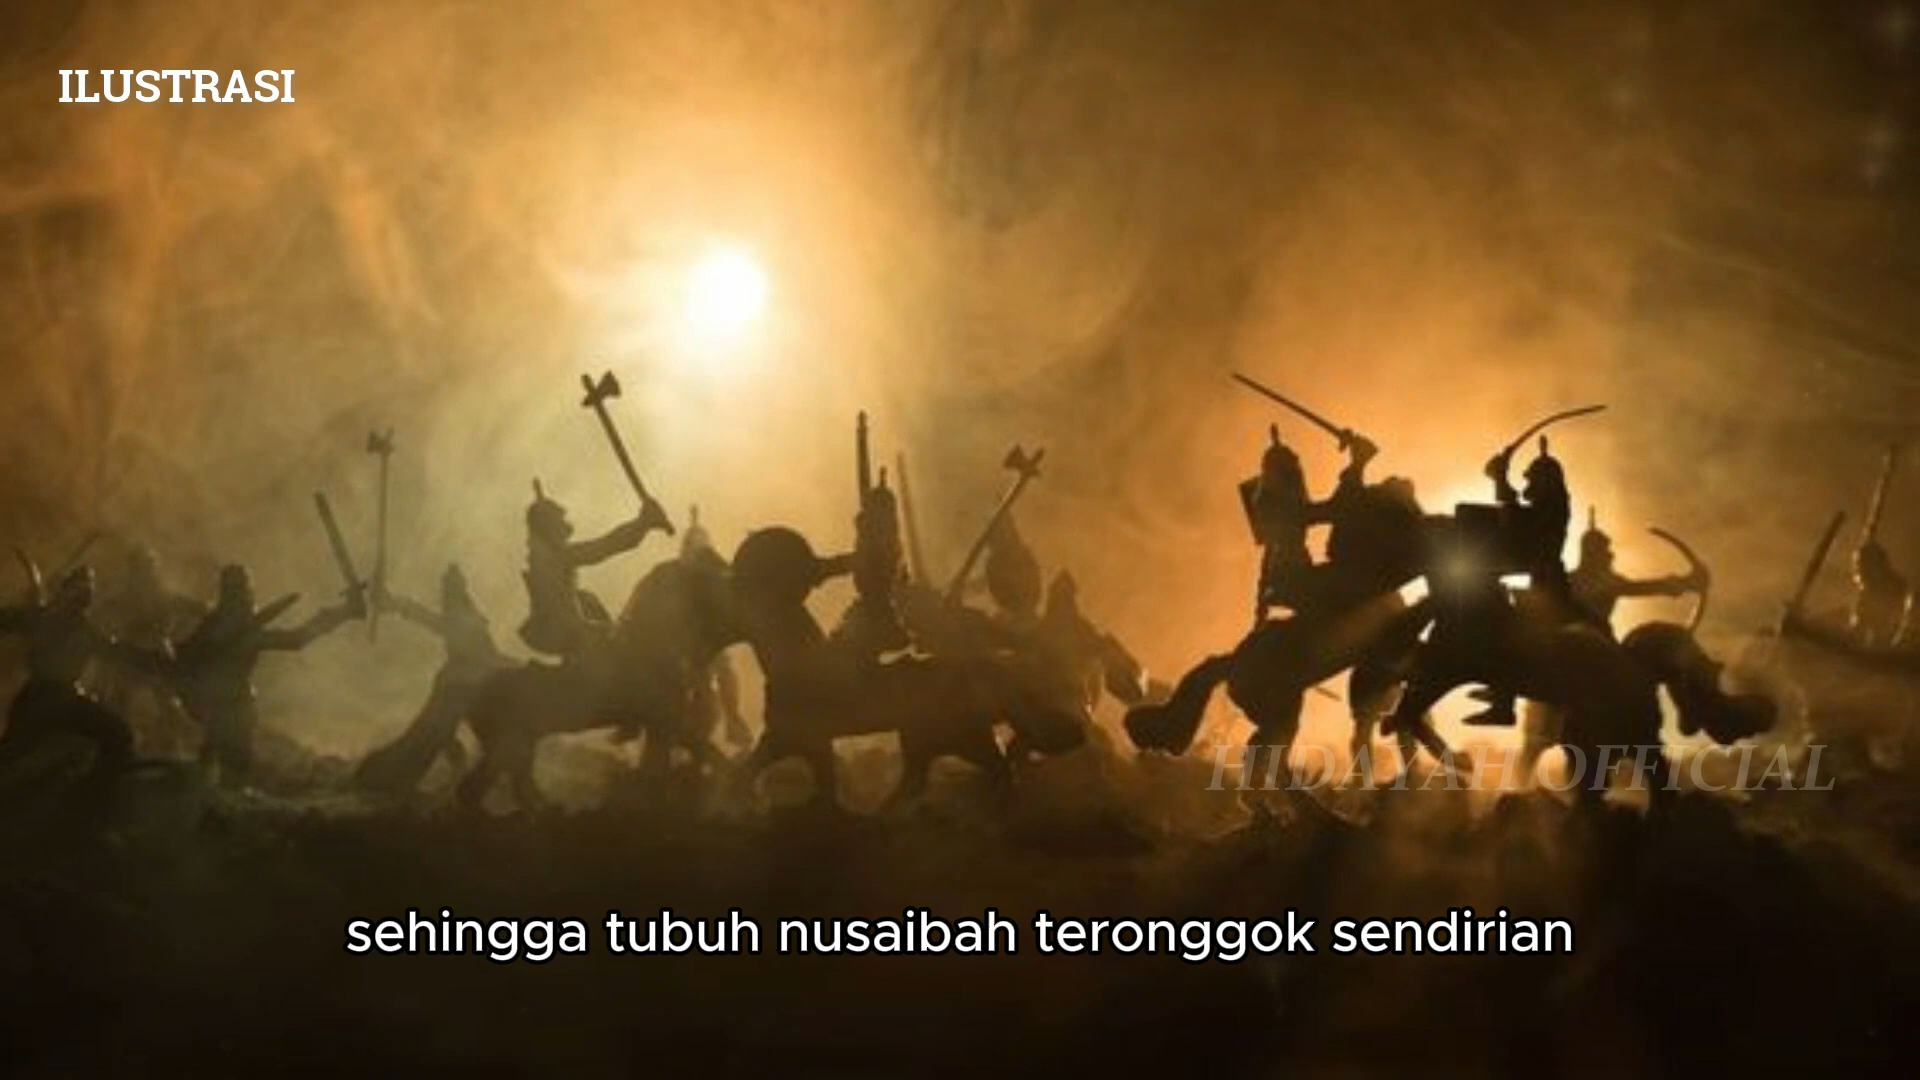 ILUSTRASI
HIDAYAH OFFICIAL
sehingga tubuh nusaibah teronggok sendirian